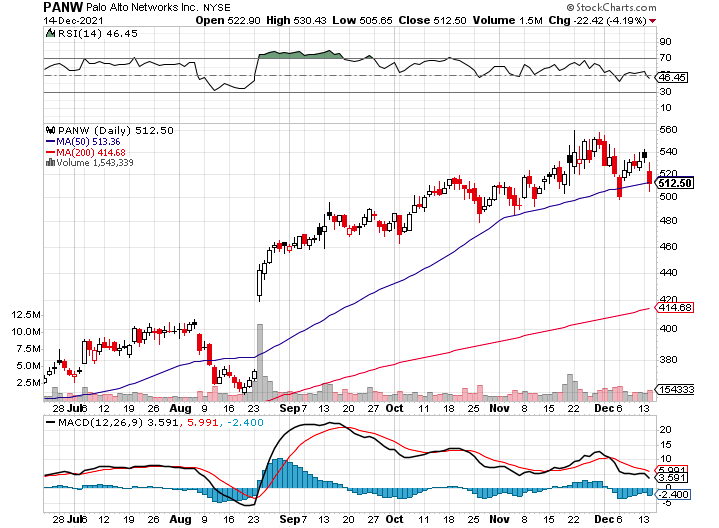 PANW Palo Alto Networks Inc. NYSE © StockCharts.com
14-Dec-2021 Open 522.90 High 530.43 Low 505.65 Close 512.50 Volume 1.5M Chg -22.42 (-4.19%)
RSI(14) 46.45
90
70
50
46.45
30
10
PANW (Daily) 512.50
MA(50) 513.36
MA(200) 414.68
Volume 1,543,339
560
540
520
512.50
500
480
460
440
420
414.68
400
380
12.5M
10.0M
7.5M
5.0M
2.5M
1543339
28 Jul 6 12 19 26 Aug 9 16 23 Sep 7 13 20 27 Oct 11 18 25 Nov 8 15 22 Dec 6 13
MACD(12,26,9) 3.591, 5.991, -2.400
20
15
10
5.991
3.591
0
-2.400
28 Jul 6 12 19 26 Aug 9 16 23 Sep 7 13 20 27 Oct 11 18 25 Nov 8 15 22 Dec 6 13